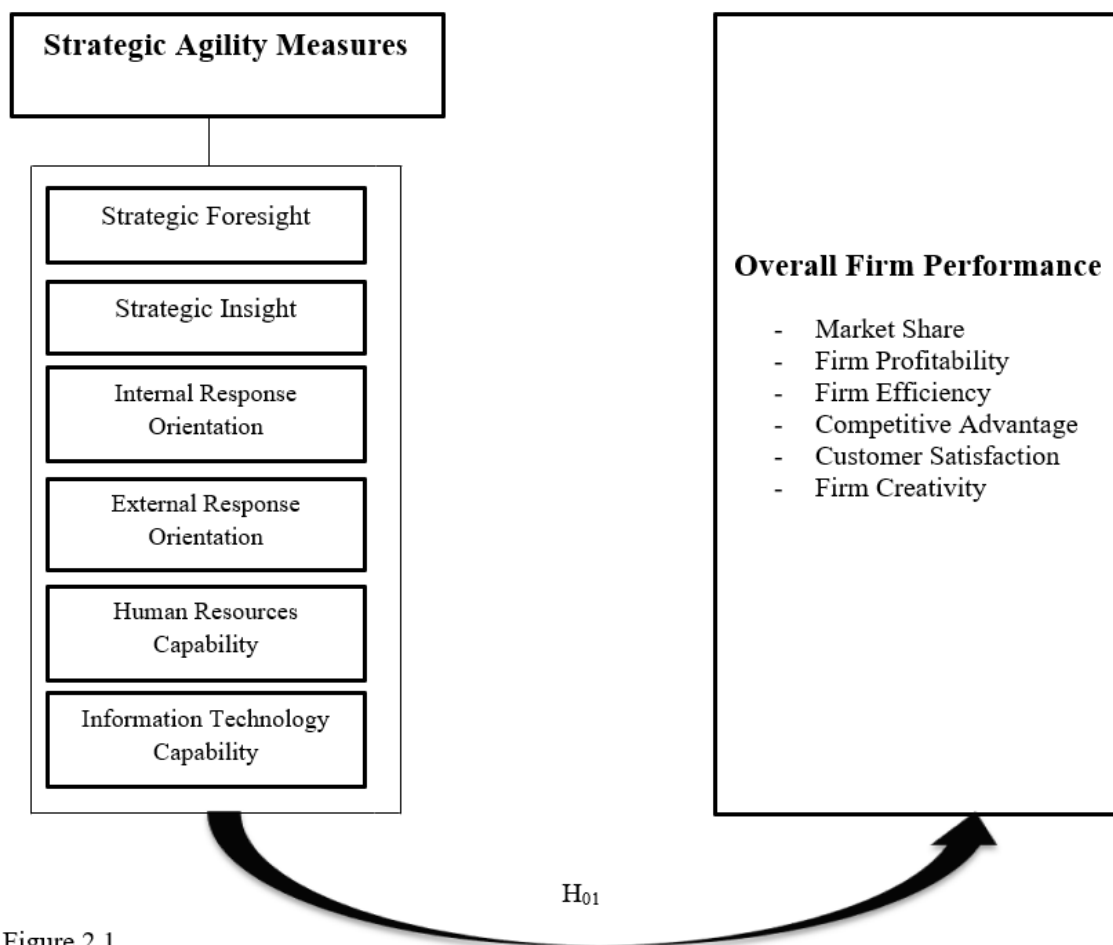 Strategic Agility Measures
Strategic Foresight
Strategic Insight
Internal Response
Orientation
External Response
Orientation
Human Resources
Capability
Information Technology
Capability
Overall Firm Performance
- Market Share
- Firm Profitability
- Firm Efficiency
- Competitive Advantage
- Customer Satisfaction
- Firm Creativity
H01
Figure 2.1